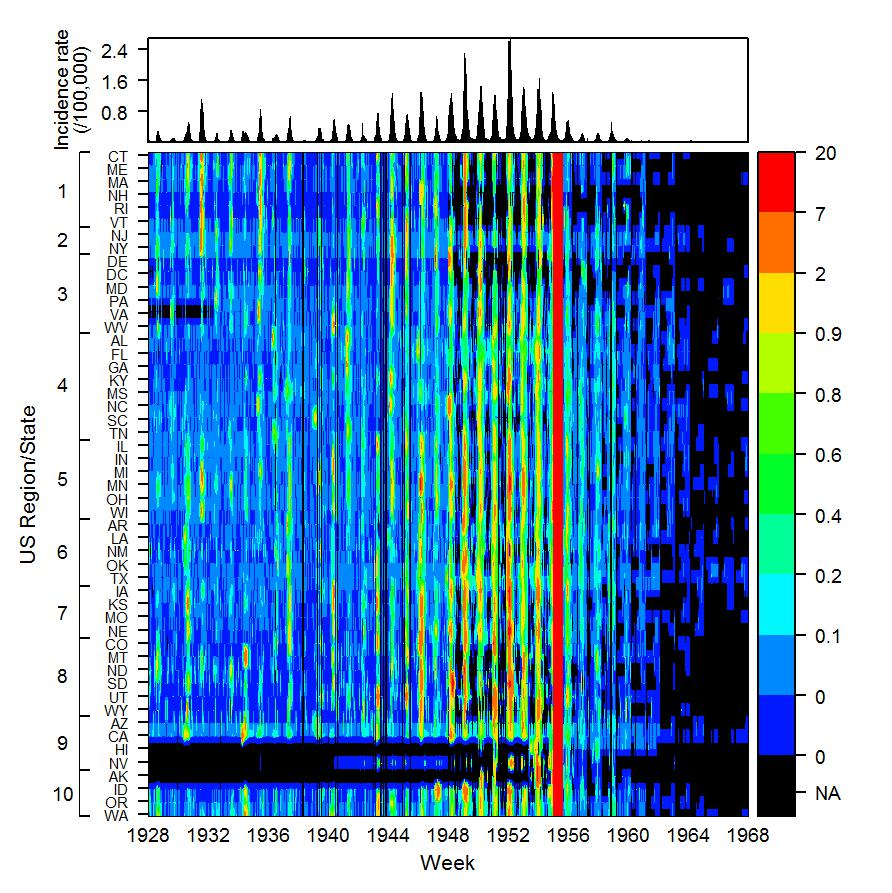 Incidence rate
(/100,000)
2.4
1.6
0.8
US Region/State
1
2
3
4
5
6
7
8
9
10
CT
ME
MA
NH
RI
VT
NJ
NY
DE
DC
MD
PA
VA
WV
AL
FL
GA
KY
MS
NC
SC
TN
IL
IN
MI
MN
OH
WI
AR
LA
NM
OK
TX
IA
KS
MO
NE
CO
MT
ND
SD
UT
WY
AZ
CA
HI
NV
AK
ID
OR
WA
20
7
2
0.9
0.8
0.6
0.4
0.2
0.1
0
0
NA
1928 1932 1936 1940 1944 1948 1952 1956 1960 1964 1968
Week